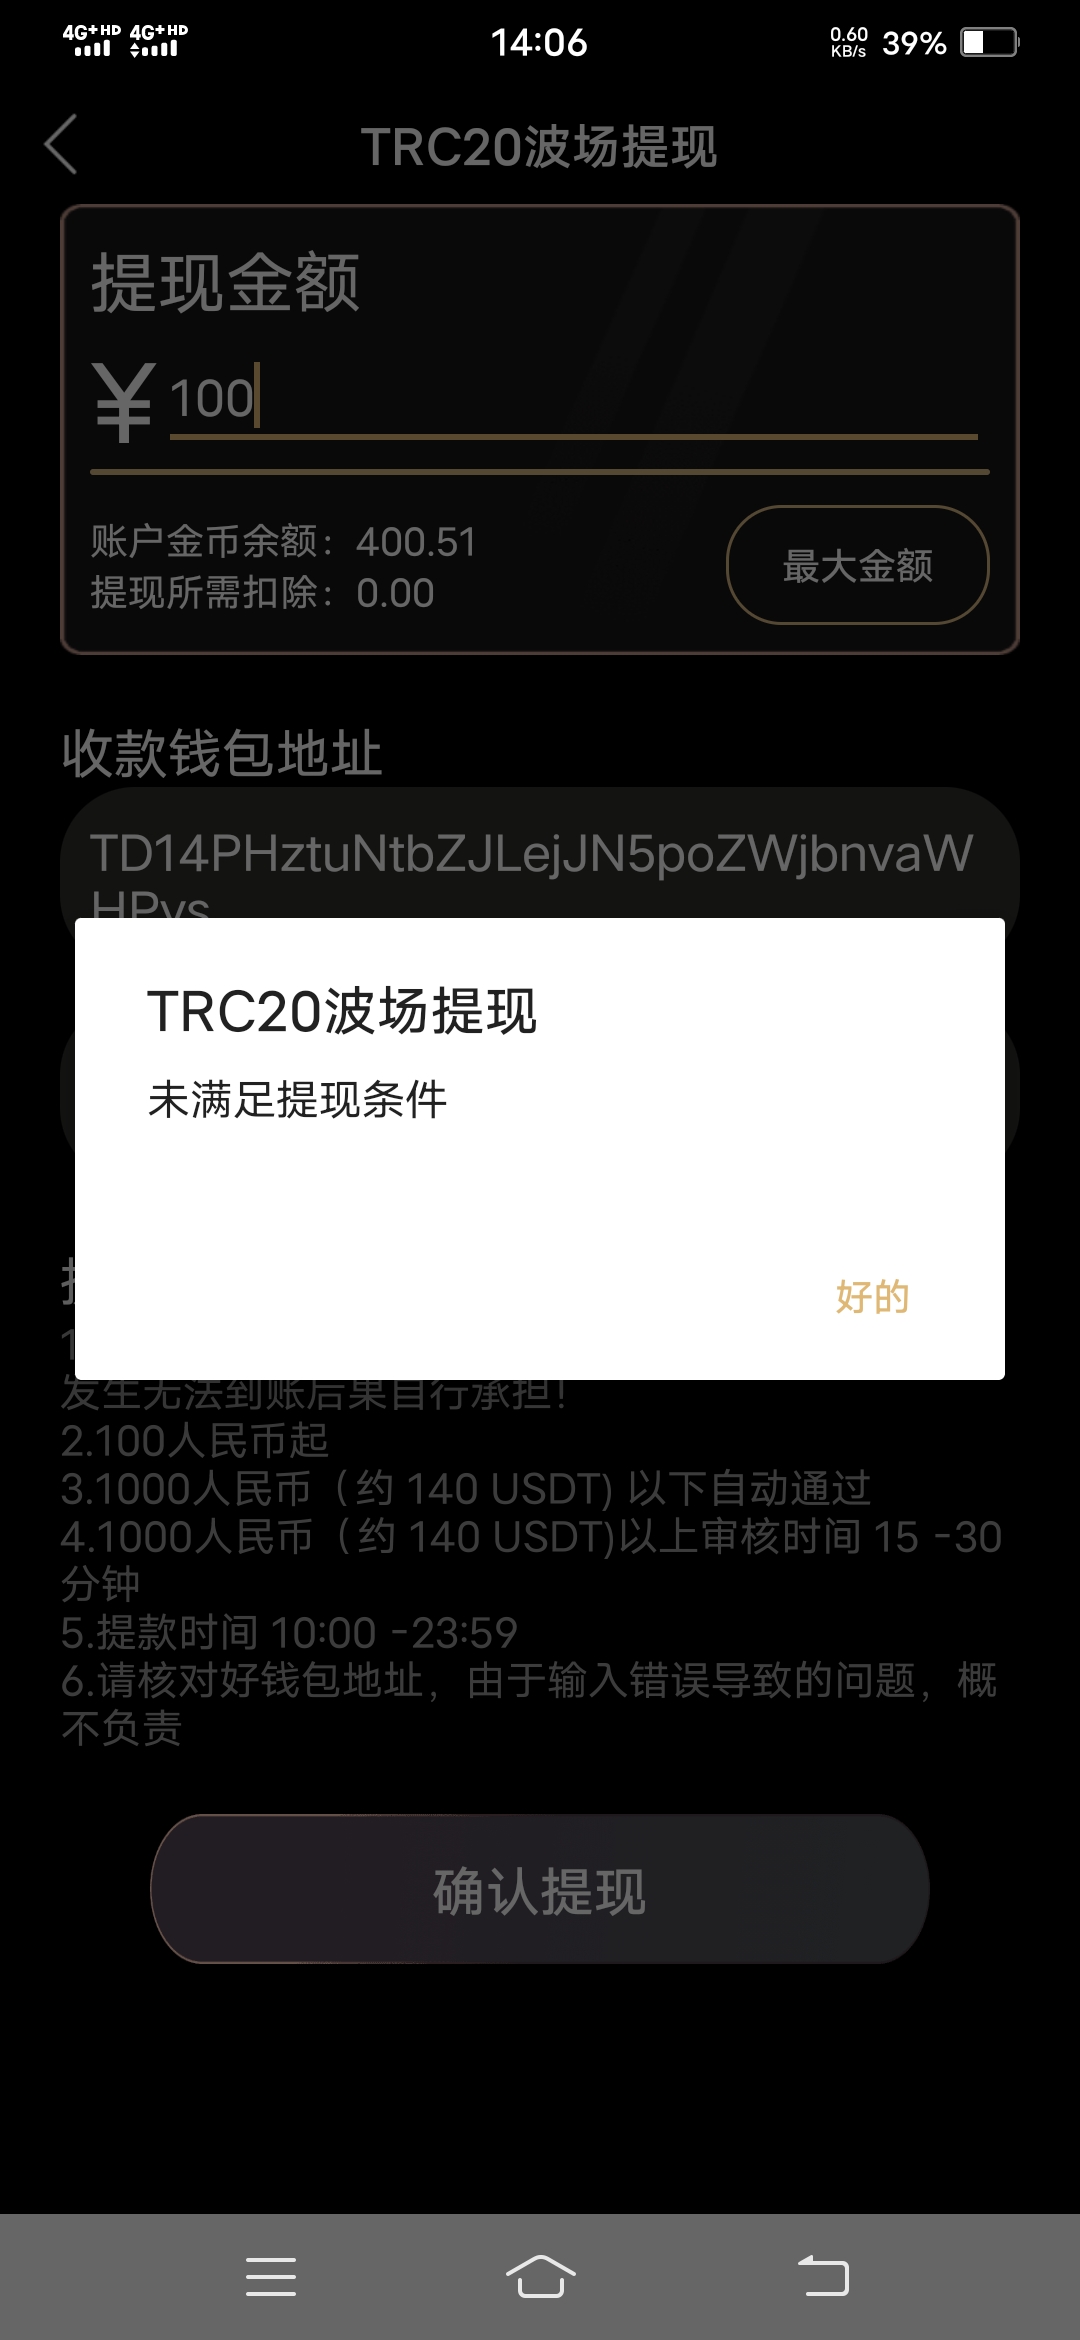 4G+HD 4G+HD 14:06 0.60 KB/s 39%
TRC20波场提现
提现金额
¥ 100
账户金币余额：400.51
提现所需扣除：0.00
最大金额
收款钱包地址
TD14PHztuNtbZJLejJN5poZWjbnvaW
HPvs
TRC20波场提现
未满足提现条件
好的
1
发生无法到账后果自行承担！
2.100人民币起
3.1000人民币（约 140 USDT) 以下自动通过
4.1000人民币（约 140 USDT)以上审核时间 15 -30
分钟
5.提款时间 10:00 -23:59
6.请核对好钱包地址，由于输入错误导致的问题，概
不负责
确认提现